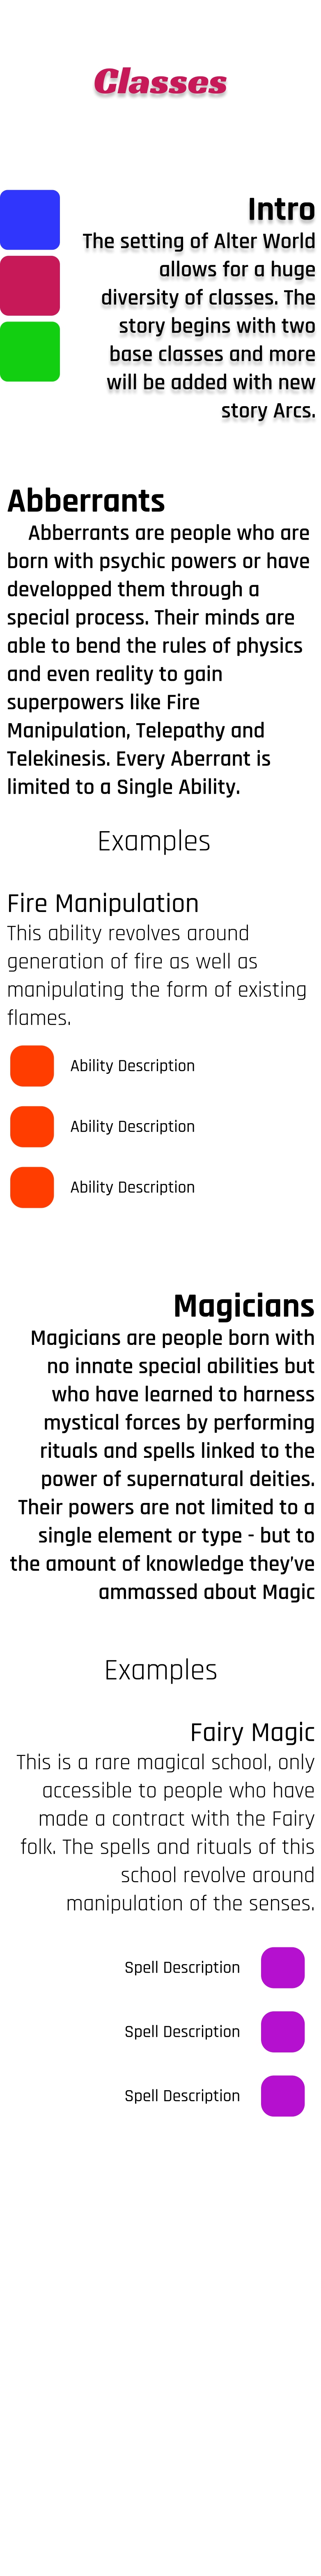 Classes
Intro
The setting of Alter World
allows for a huge
diversity of classes. The
story begins with two
base classes and more
will be added with new
story Arcs.
Abberrants
Abberrants are people who are
born with psychic powers or have
developped them through a
special process. Their minds are
able to bend the rules of physics
and even reality to gain
superpowers like Fire
Manipulation, Telepathy and
Telekinesis. Every Aberrant is
limited to a Single Ability.
Examples
Fire Manipulation
This ability revolves around
generation of fire as well as
manipulating the form of existing
flames.
Ability Description
Ability Description
Ability Description
Magicians
Magicians are people born with
no innate special abilities but
who have learned to harness
mystical forces by performing
rituals and spells linked to the
power of supernatural deities.
Their powers are not limited to a
single element or type - but to
the amount of knowledge they've
ammassed about Magic
Examples
Fairy Magic
This is a rare magical school, only
accessible to people who have
made a contract with the Fairy
folk. The spells and rituals of this
school revolve around
manipulation of the senses.
Spell Description
Spell Description
Spell Description